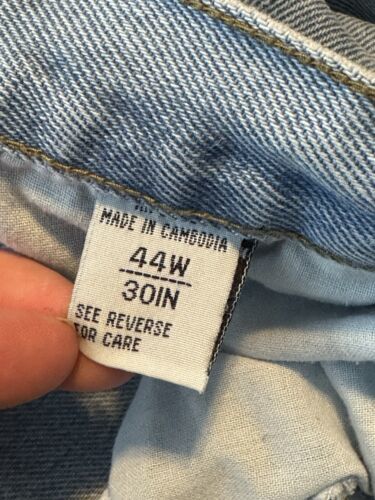 MADE IN CAMBODIA
44W
30IN
SEE REVERSE
FOR CARE